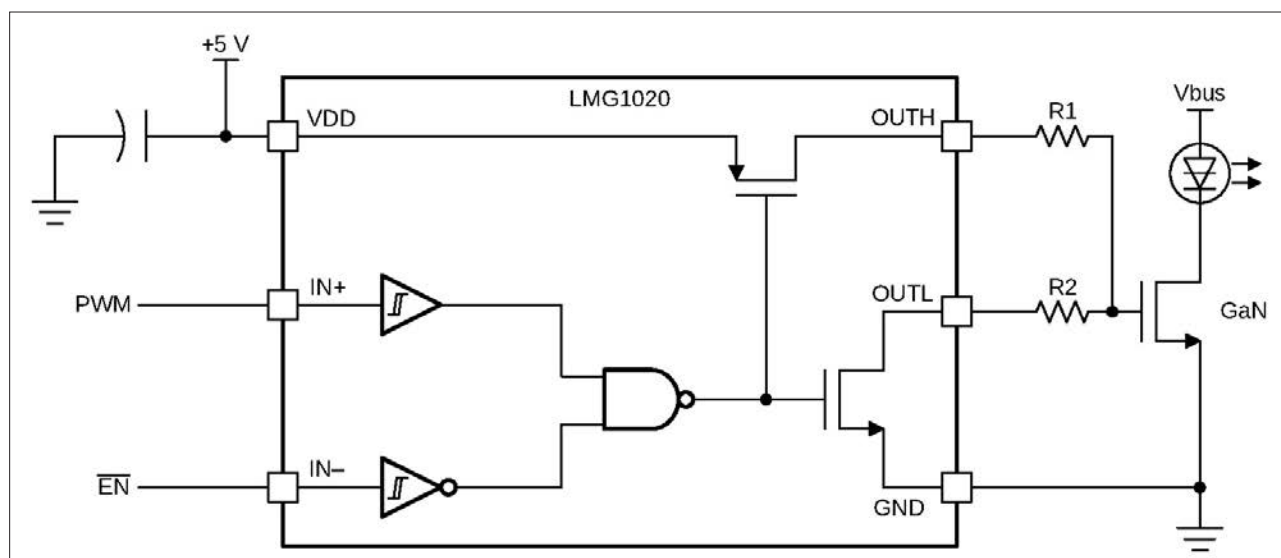 +5 V
LMG1020
VDD
OUTH
R1
Vbus
PWM
IN+
OUTL
R2
GaN
EN
IN–
GND